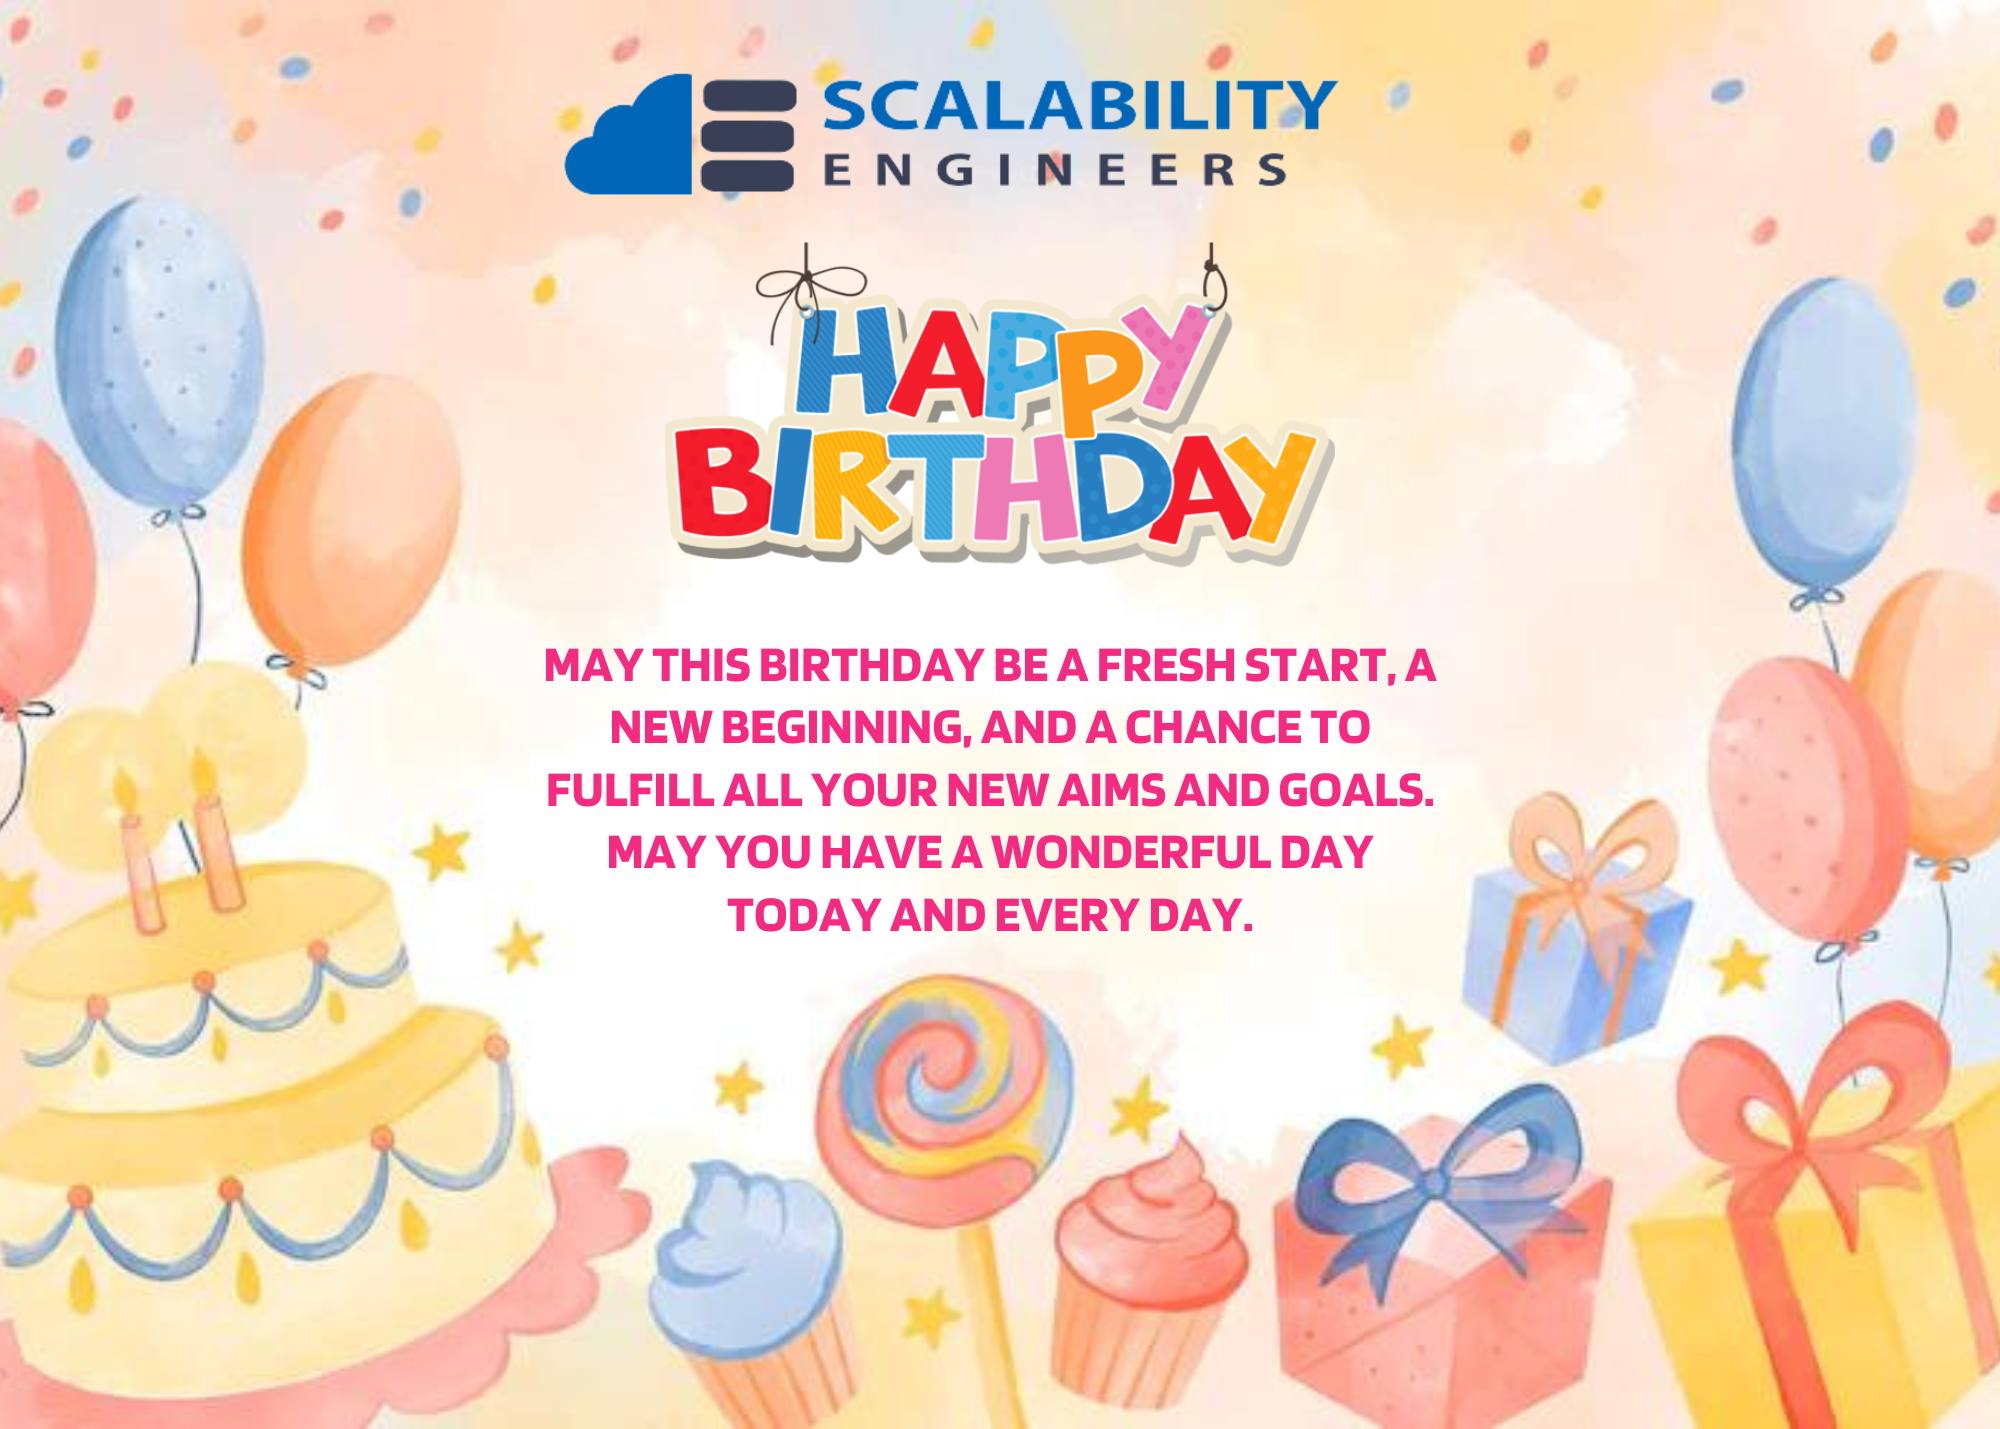 SCALABILITY
ENGINEERS
HAPPY
BIRTHDAY
MAY THIS BIRTHDAY BE A FRESH START, A
NEW BEGINNING, AND A CHANCE TO
FULFILL ALL YOUR NEW AIMS AND GOALS.
MAY YOU HAVE A WONDERFUL DAY
TODAY AND EVERY DAY.